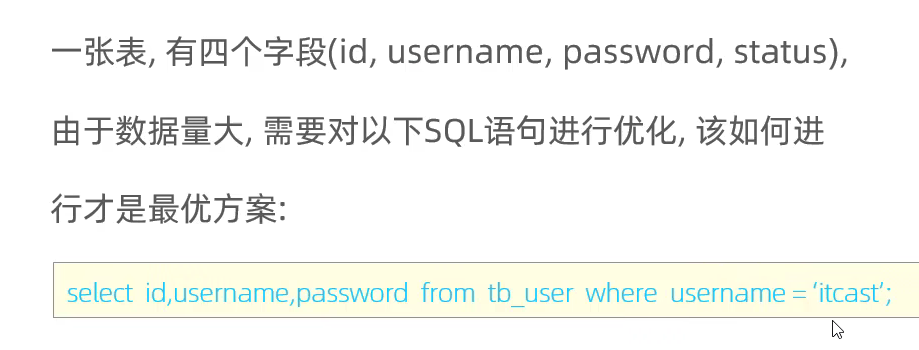 一张表, 有四个字段(id, username, password, status),
由于数据量大, 需要对以下SQL语句进行优化, 该如何进
行才是最优方案:
select id,username,password from tb_user where username = ‘itcast’;